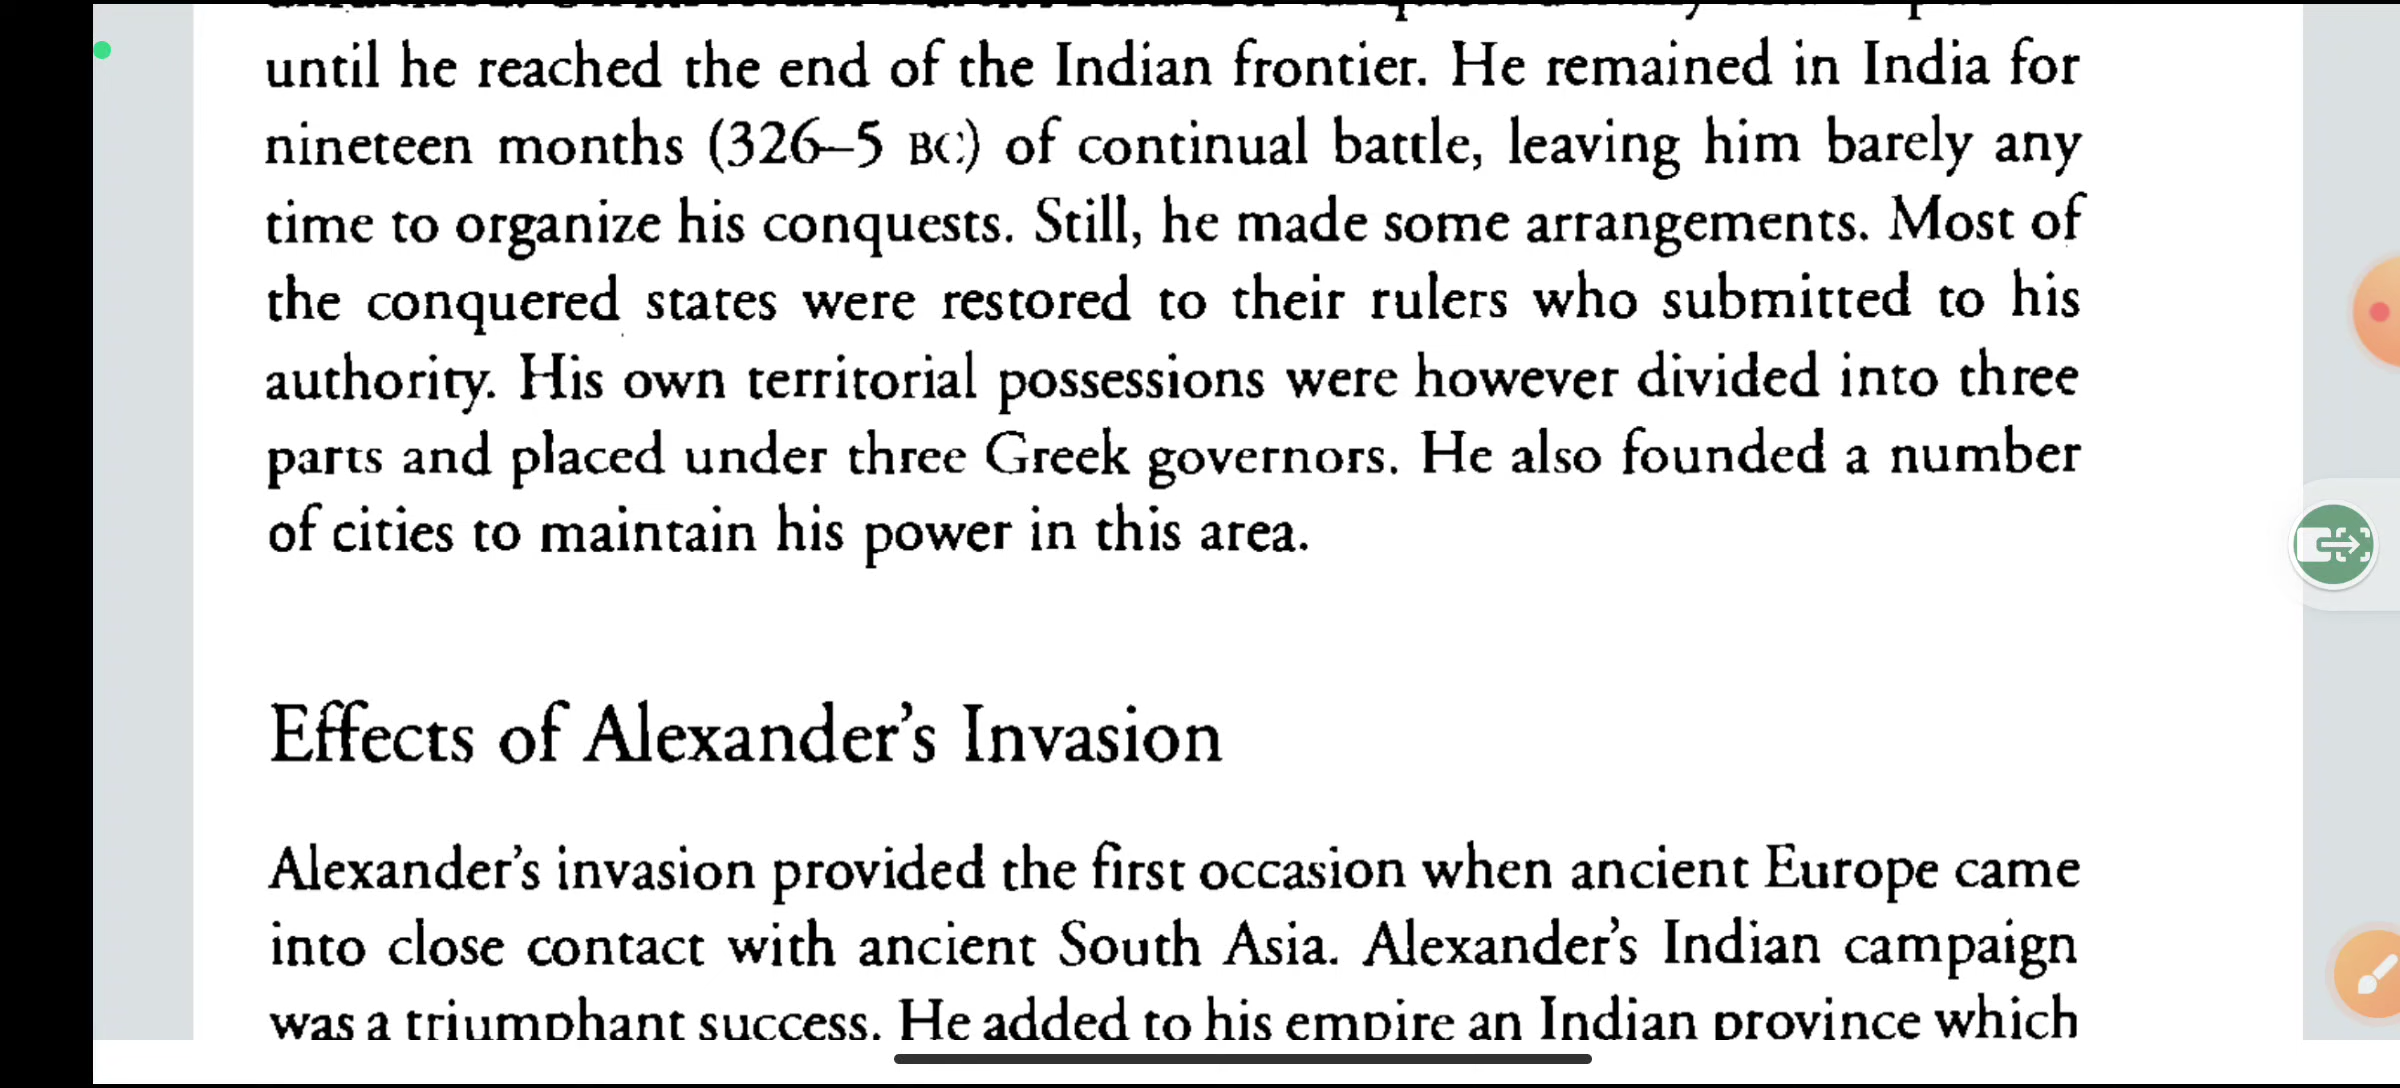 until he reached the end of the Indian frontier. He remained in India for
nineteen months (326–5 BC) of continual battle, leaving him barely any
time to organize his conquests. Still, he made some arrangements. Most of
the conquered states were restored to their rulers who submitted to his
authority. His own territorial possessions were however divided into three
parts and placed under three Greek governors. He also founded a number
of cities to maintain his power in this area.
Effects of Alexander’s Invasion
Alexander’s invasion provided the first occasion when ancient Europe came
into close contact with ancient South Asia. Alexander’s Indian campaign
was a triumphant success. He added to his empire an Indian province which